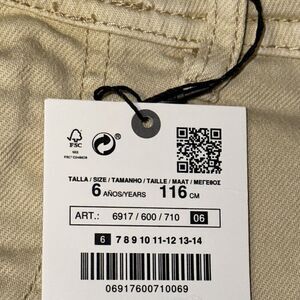 FSC
TALLA / SIZE / TAMANHO / TAILLE / MAAT / ΜΕΓΕΘΟΣ
6 AÑOS/YEARS 116 CM
ART.: 6917 / 600 / 710 06
6 7 8 9 10 11-12 13-14
06917600710069